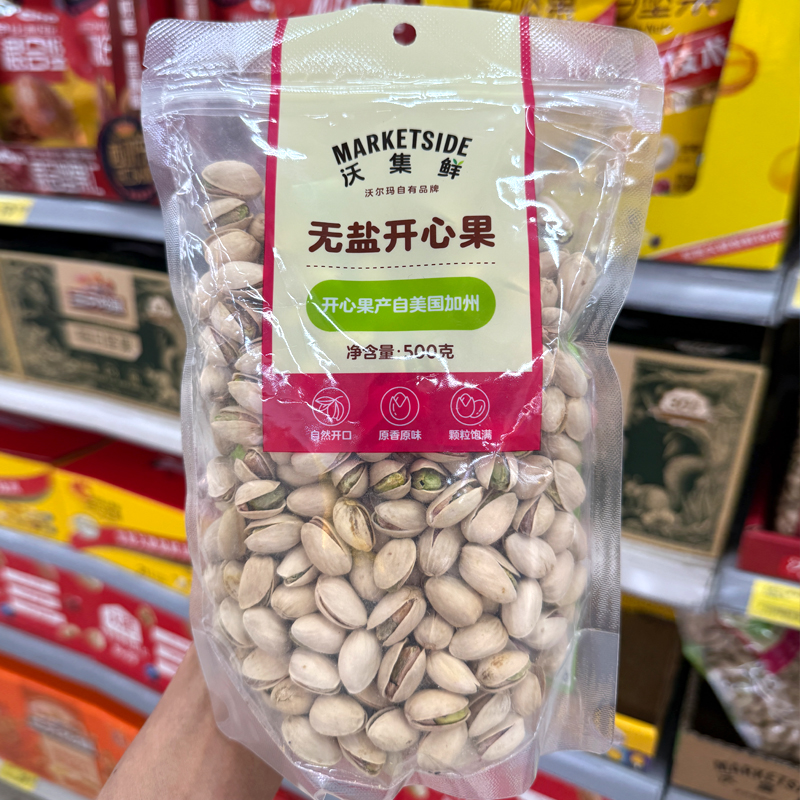 MARKETSIDE
沃集鲜
沃尔玛自有品牌
无盐开心果
开心果产自美国加州
净含量:500克
自然开口 原香原味 颗粒饱满
MARKETSIDE